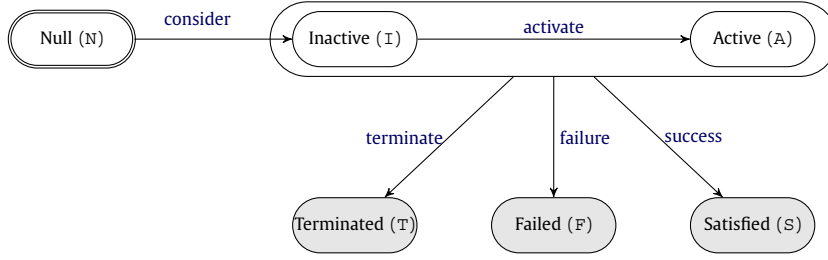 consider
Null (N)
Inactive (I)
activate
Active (A)
terminate
failure
success
Terminated (T)
Failed (F)
Satisfied (S)